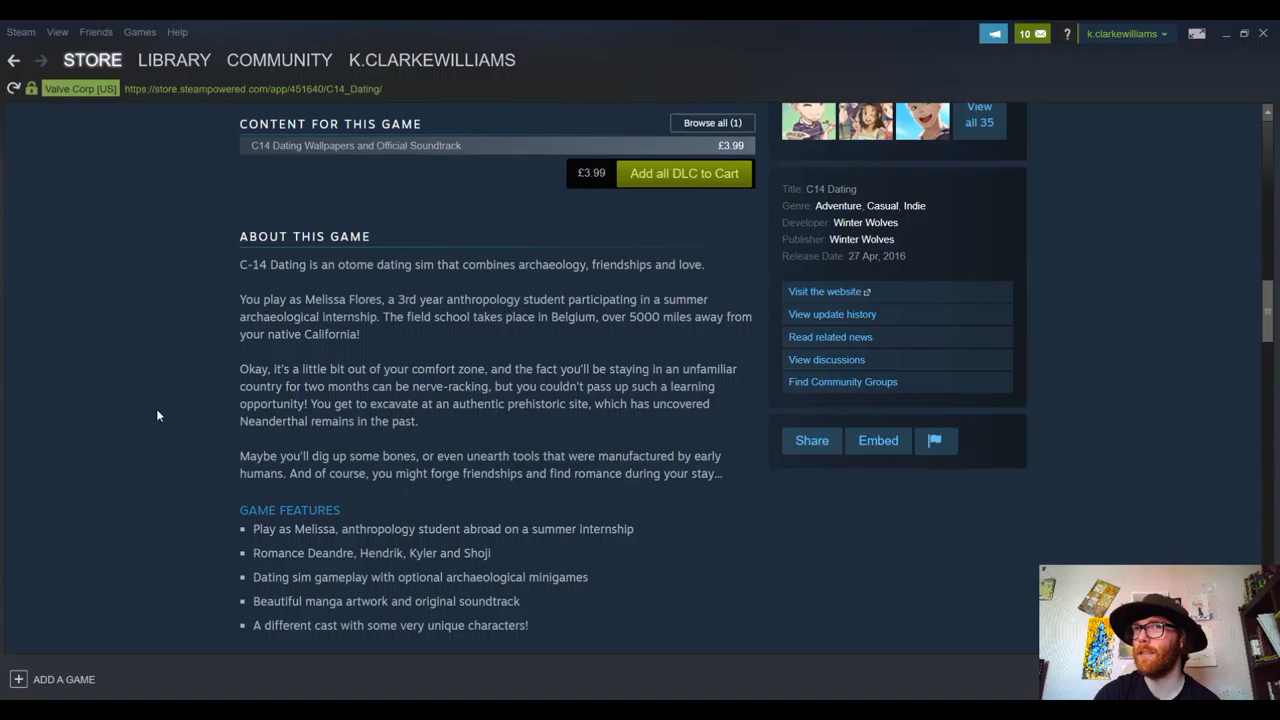 Steam View Friends Games Help
10 ? k.clarkewilliams
STORE LIBRARY COMMUNITY K.CLARKEWILLIAMS
Valve Corp [US] https://store.steampowered.com/app/451640/C14_Dating/
CONTENT FOR THIS GAME
Browse all (1)
C14 Dating Wallpapers and Official Soundtrack £3.99
£3.99 Add all DLC to Cart
ABOUT THIS GAME
C-14 Dating is an otome dating sim that combines archaeology, friendships and love.
You play as Melissa Flores, a 3rd year anthropology student participating in a summer
archaeological internship. The field school takes place in Belgium, over 5000 miles away from
your native California!
Okay, it's a little bit out of your comfort zone, and the fact you'll be staying in an unfamiliar
country for two months can be nerve-racking, but you couldn't pass up such a learning
opportunity! You get to excavate at an authentic prehistoric site, which has uncovered
Neanderthal remains in the past.
Maybe you'll dig up some bones, or even unearth tools that were manufactured by early
humans. And of course, you might forge friendships and find romance during your stay...
GAME FEATURES
Play as Melissa, anthropology student abroad on a summer internship
Romance Deandre, Hendrik, Kyler and Shoji
Dating sim gameplay with optional archaeological minigames
Beautiful manga artwork and original soundtrack
A different cast with some very unique characters!
View
all 35
Title: C14 Dating
Genre: Adventure, Casual, Indie
Developer: Winter Wolves
Publisher: Winter Wolves
Release Date: 27 Apr, 2016
Visit the website
View update history
Read related news
View discussions
Find Community Groups
Share Embed
+ ADD A GAME